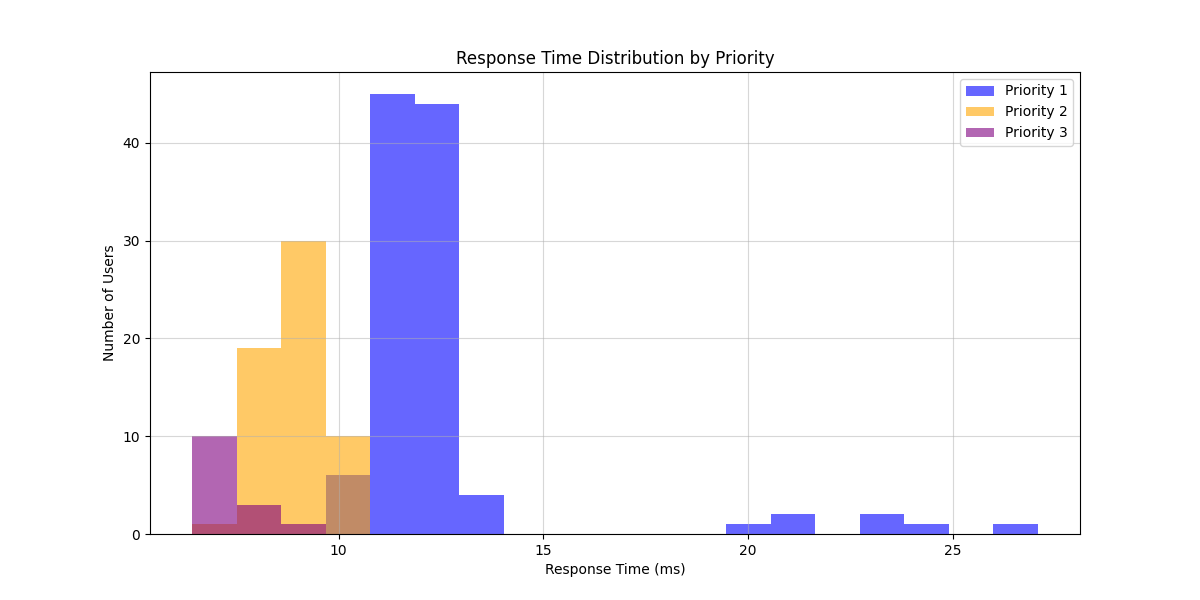 Response Time Distribution by Priority
Priority 1
Priority 2
Priority 3
Number of Users
40
30
20
10
0
10 15 20 25
Response Time (ms)